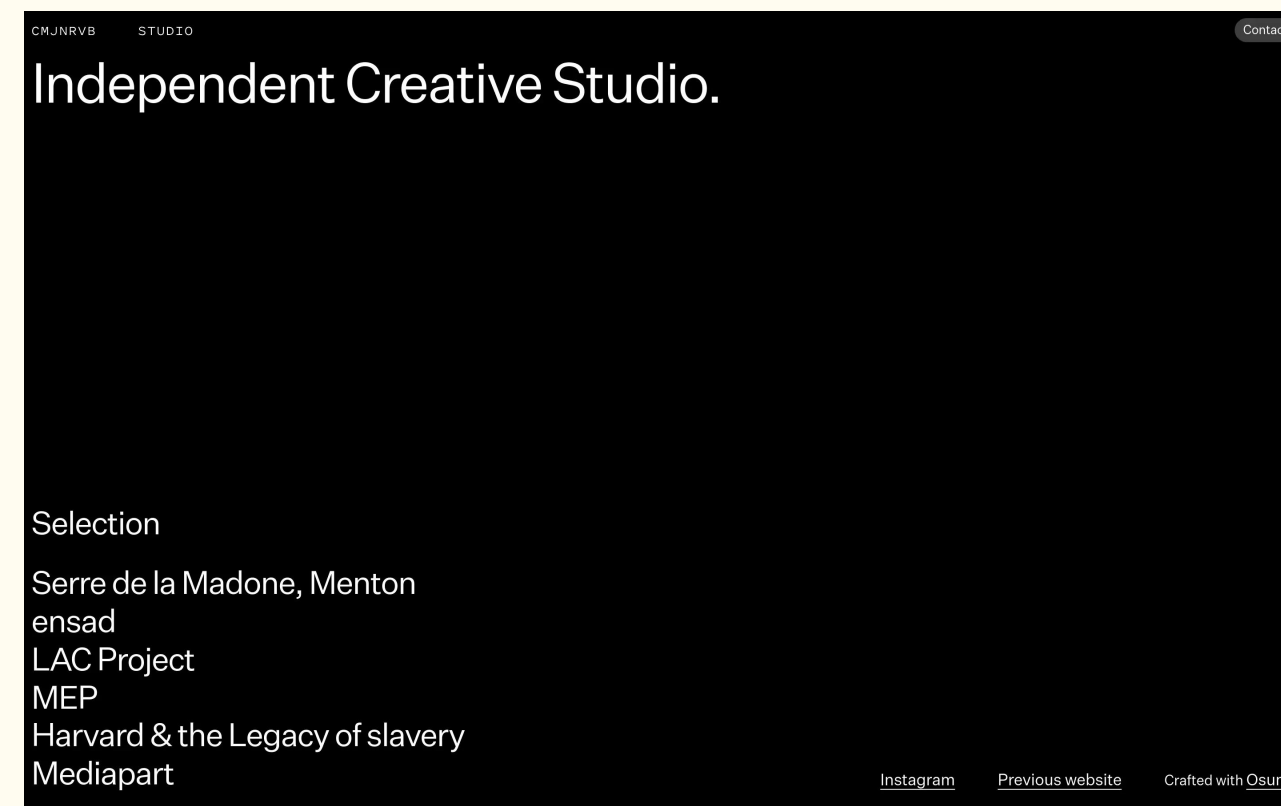 CMJNRVB STUDIO
Independent Creative Studio.
Selection
Serre de la Madone, Menton
ensad
LAC Project
MEP
Harvard & the Legacy of slavery
Mediapart
Instagram Previous website Crafted with